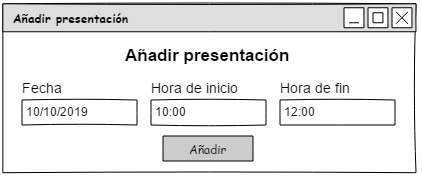 Añadir presentación
Añadir presentación
Fecha Hora de inicio Hora de fin
10/10/2019 10:00 12:00
Añadir